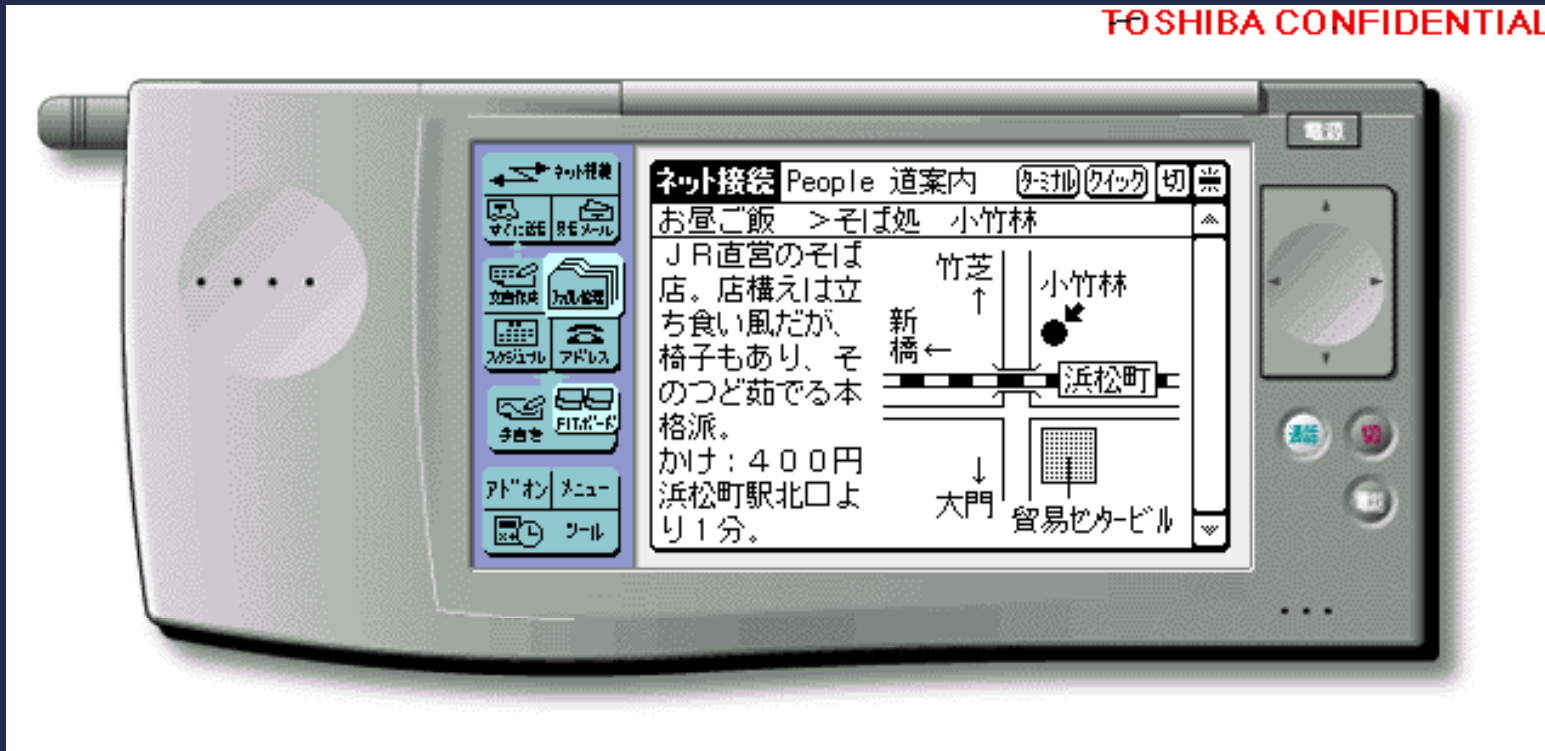 TOSHIBA CONFIDENTIAL
電源
ネット接続
すぐに送信 見モメール
文書作成 ファイル管理
スケジュール アドレス
手書き FITボード
アドオン メニュー
ツール
ネット接続 People 道案内 ターミナル クイック 切
お昼ご飯 >そば処 小竹林
JR直営のそば
店。店構えは立
ち食い風だが、
椅子もあり、そ
のつど茹でる本
格派。
かけ:400円
浜松町駅北口よ
り1分。
竹芝
↑
小竹林
新橋←
浜松町
↓
大門
貿易センタービル
通話 切